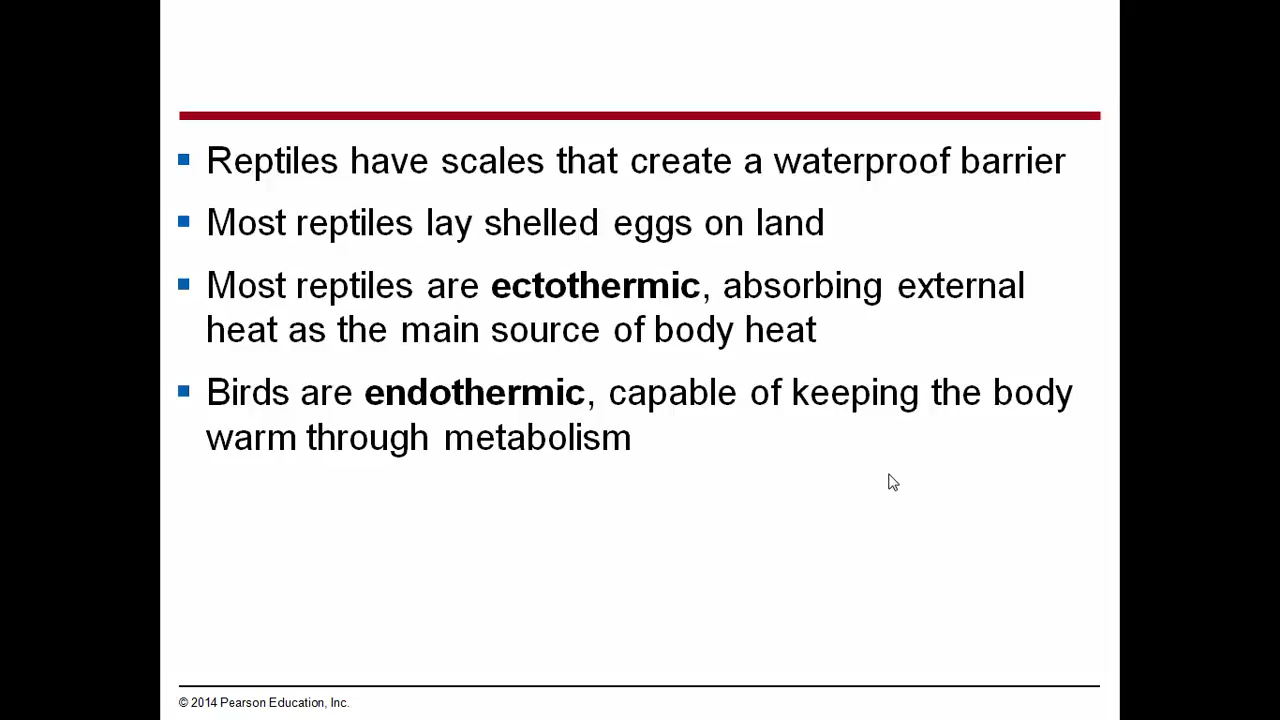 Reptiles have scales that create a waterproof barrier
Most reptiles lay shelled eggs on land
Most reptiles are ectothermic, absorbing external
heat as the main source of body heat
Birds are endothermic, capable of keeping the body
warm through metabolism
© 2014 Pearson Education, Inc.